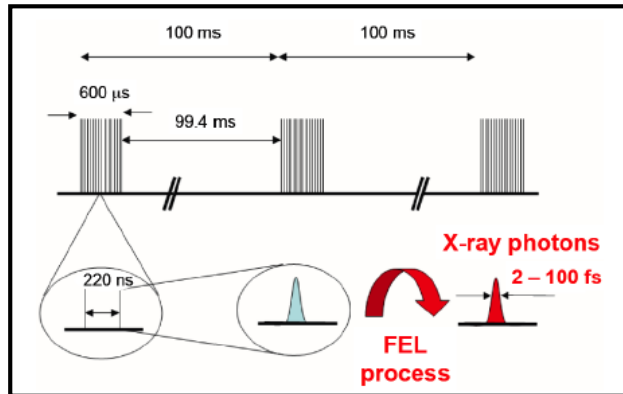 100 ms
100 ms
600 μs
99.4 ms
X-ray photons
220 ns
2 – 100 fs
FEL
process